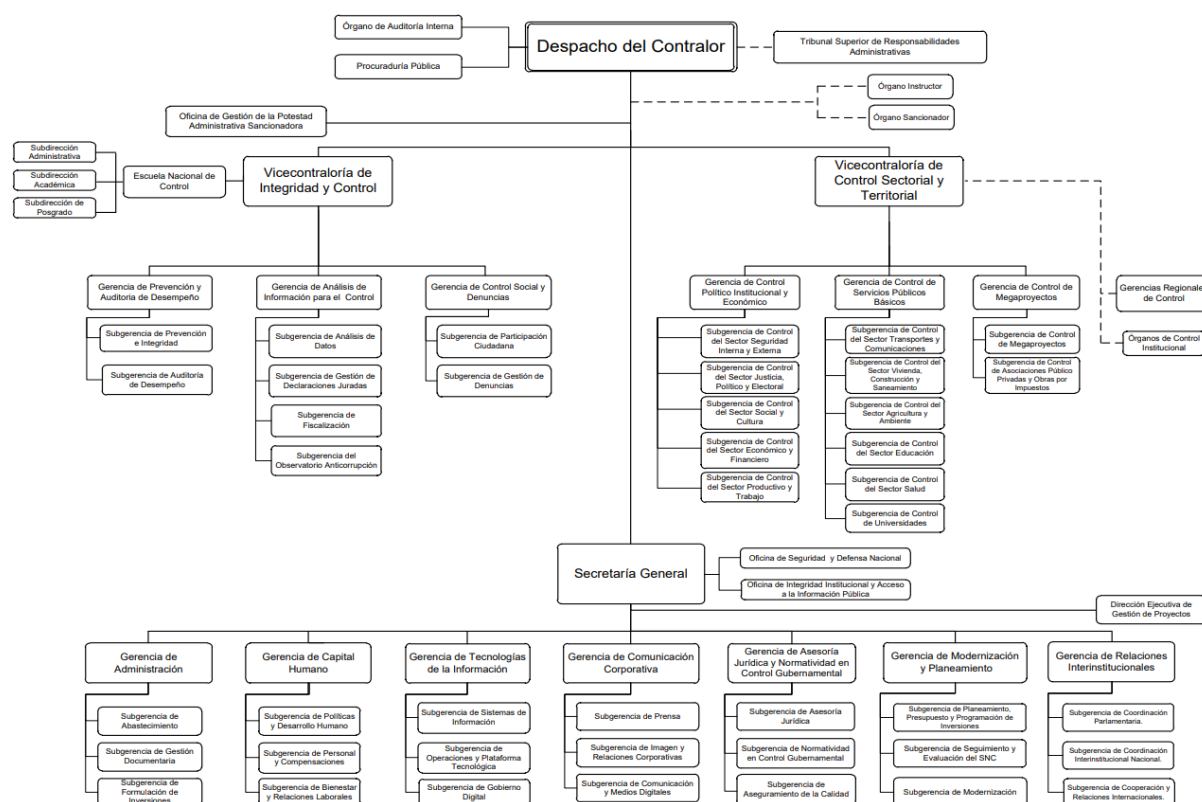 Órgano de Auditoría Interna
Procuraduría Pública
Despacho del Contralor
Tribunal Superior de Responsabilidades
Administrativas
Órgano Instructor
Órgano Sancionador
Oficina de Gestión de la Potestad
Administrativa Sancionadora
Subdirección
Administrativa
Subdirección
Académica
Subdirección de
Posgrado
Escuela Nacional de
Control
Vicecontraloría de
Integridad y Control
Vicecontraloría de
Control Sectorial y
Territorial
Gerencia de Prevención y
Auditoria de Desempeño
Subgerencia de Prevención
e Integridad
Subgerencia de Auditoría
de Desempeño
Gerencia de Análisis de
Información para el Control
Subgerencia de Análisis de
Datos
Subgerencia de Gestión de
Declaraciones Juradas
Subgerencia de
Fiscalización
Subgerencia del
Observatorio Anticorrupción
Gerencia de Control Social y
Denuncias
Subgerencia de Participación
Ciudadana
Subgerencia de Gestión de
Denuncias
Gerencia de Control
Político Institucional y
Económico
Subgerencia de Control
del Sector Seguridad
Interna y Externa
Subgerencia de Control
del Sector Justicia,
Político y Electoral
Subgerencia de Control
del Sector Social y
Cultura
Subgerencia de Control
del Sector Económico y
Financiero
Subgerencia de Control
del Sector Productivo y
Trabajo
Gerencia de Control de
Servicios Públicos
Básicos
Subgerencia de Control
del Sector Transportes y
Comunicaciones
Subgerencia de Control del
Sector Vivienda,
Construcción y
Saneamiento
Subgerencia de Control del
Sector Agricultura y
Ambiente
Subgerencia de Control
del Sector Educación
Subgerencia de Control
del Sector Salud
Subgerencia de Control
de Universidades
Gerencia de Control de
Megaproyectos
Subgerencia de Control
de Megaproyectos
Subgerencia de Control
de Asociaciones Público
Privadas y Obras por
Impuestos
Gerencias Regionale
de Control
Órganos de Control
Institucional
Secretaría General
Oficina de Seguridad y Defensa Nacional
Oficina de Integridad Institucional y Acceso
a la Información Pública
Dirección Ejecutiva de
Gestión de Proyectos
Gerencia de
Administración
Subgerencia de
Abastecimiento
Subgerencia de Gestión
Documentaria
Subgerencia de
Formulación de
Inversiones
Gerencia de Capital
Humano
Subgerencia de Políticas
y Desarrollo Humano
Subgerencia de Personal
y Compensaciones
Subgerencia de Bienestar
y Relaciones Laborales
Gerencia de Tecnologías
de la Información
Subgerencia de Sistemas de
Información
Subgerencia de
Operaciones y Plataforma
Tecnológica
Subgerencia de Gobierno
Digital
Gerencia de Comunicación
Corporativa
Subgerencia de Prensa
Subgerencia de Imagen y
Relaciones Corporativas
Subgerencia de Comunicación
y Medios Digitales
Gerencia de Asesoría
Jurídica y Normatividad en
Control Gubernamental
Subgerencia de Asesoría
Jurídica
Subgerencia de Normatividad
en Control Gubernamental
Subgerencia de
Aseguramiento de la Calidad
Gerencia de Modernización
y Planeamiento
Subgerencia de Planeamiento,
Presupuesto y Programación de
Inversiones
Subgerencia de Seguimiento y
Evaluación del SNC
Subgerencia de Modernización
Gerencia de Relaciones
Interinstitucionales
Subgerencia de Coordinación
Parlamentaria.
Subgerencia de Coordinación
Interinstitucional Nacional.
Subgerencia de Cooperación y
Relaciones Internacionales.